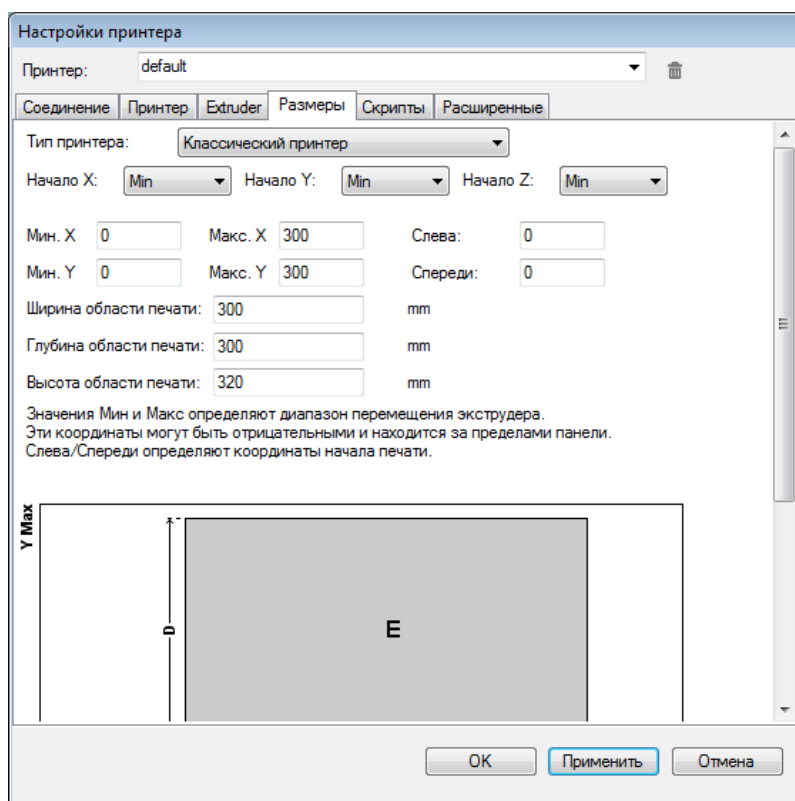 Настройки принтера
Принтер: default
Соединение Принтер Extruder Размеры Скрипты Расширенные
Тип принтера: Классический принтер
Начало X: Min Начало Y: Min Начало Z: Min
Мин. X 0 Макс. X 300 Слева: 0
Мин. Y 0 Макс. Y 300 Спереди: 0
Ширина области печати: 300 mm
Глубина области печати: 300 mm
Высота области печати: 320 mm
Значения Мин и Макс определяют диапазон перемещения экструдера.
Эти координаты могут быть отрицательными и находится за пределами панели.
Слева/Спереди определяют координаты начала печати.
Y Max
D
E
OK Применить Отмена